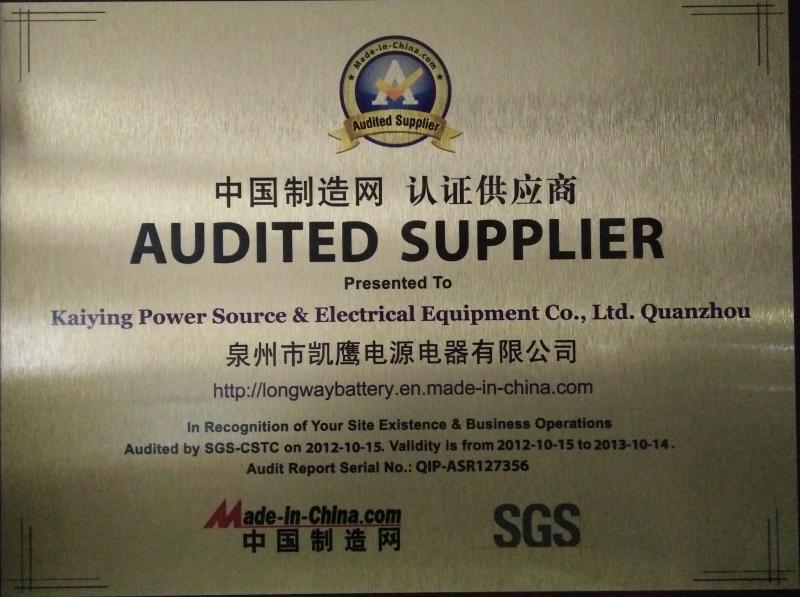 Made-in-China.com
A
Audited Supplier
中国制造网 认证供应商
AUDITED SUPPLIER
Presented To
Kaiying Power Source & Electrical Equipment Co., Ltd. Quanzhou
泉州市凯鹰电源电器有限公司
http://longwaybattery.en.made-in-china.com
In Recognition of Your Site Existence & Business Operations
Audited by SGS-CSTC on 2012-10-15. Validity is from 2012-10-15 to 2013-10-14.
Audit Report Serial No.: QIP-ASR127356
Made-in-China.com
中国制造网
SGS